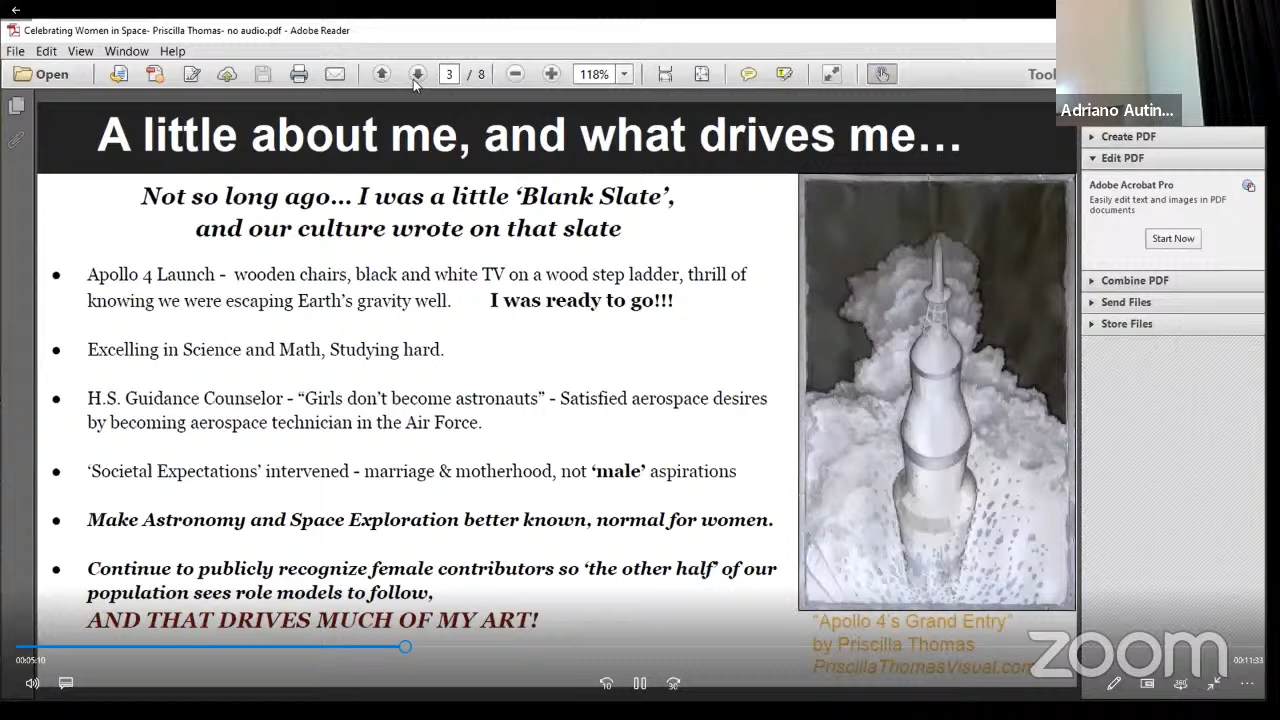 Celebrating Women in Space- Priscilla Thomas- no audio.pdf - Adobe Reader
File Edit View Window Help
Open 3 / 8 118% Tool
Adriano Autin...
A little about me, and what drives me…
Not so long ago… I was a little ‘Blank Slate’,
and our culture wrote on that slate
● Apollo 4 Launch - wooden chairs, black and white TV on a wood step ladder, thrill of
knowing we were escaping Earth’s gravity well. I was ready to go!!!
● Excelling in Science and Math, Studying hard.
● H.S. Guidance Counselor - “Girls don’t become astronauts” - Satisfied aerospace desires
by becoming aerospace technician in the Air Force.
● ‘Societal Expectations’ intervened - marriage & motherhood, not ‘male’ aspirations
● Make Astronomy and Space Exploration better known, normal for women.
● Continue to publicly recognize female contributors so ‘the other half’ of our
population sees role models to follow,
AND THAT DRIVES MUCH OF MY ART!
“Apollo 4’s Grand Entry”
by Priscilla Thomas
PriscillaThomasVisual.com
Create PDF
Edit PDF
Adobe Acrobat Pro
Easily edit text and images in PDF
documents
Start Now
Combine PDF
Send Files
Store Files
zoom
00:05:10
00:11:33
10
30
360